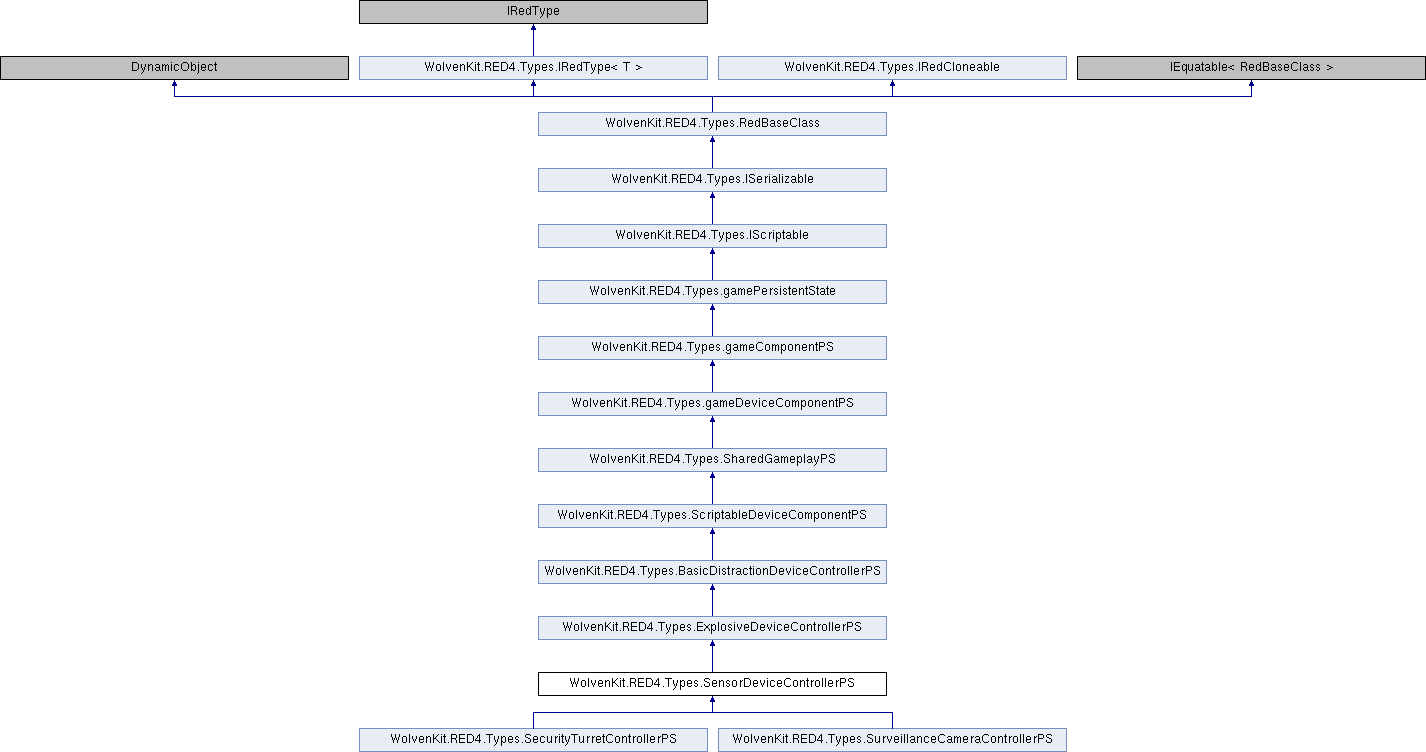 IRedType
DynamicObject
WolvenKit.RED4.Types.IRedType< T >
WolvenKit.RED4.Types.IRedCloneable
IEquatable< RedBaseClass >
WolvenKit.RED4.Types.RedBaseClass
WolvenKit.RED4.Types.ISerializable
WolvenKit.RED4.Types.IScriptable
WolvenKit.RED4.Types.gamePersistentState
WolvenKit.RED4.Types.gameComponentPS
WolvenKit.RED4.Types.gameDeviceComponentPS
WolvenKit.RED4.Types.SharedGameplayPS
WolvenKit.RED4.Types.ScriptableDeviceComponentPS
WolvenKit.RED4.Types.BasicDistractionDeviceControllerPS
WolvenKit.RED4.Types.ExplosiveDeviceControllerPS
WolvenKit.RED4.Types.SensorDeviceControllerPS
WolvenKit.RED4.Types.SecurityTurretControllerPS
WolvenKit.RED4.Types.SurveillanceCameraControllerPS